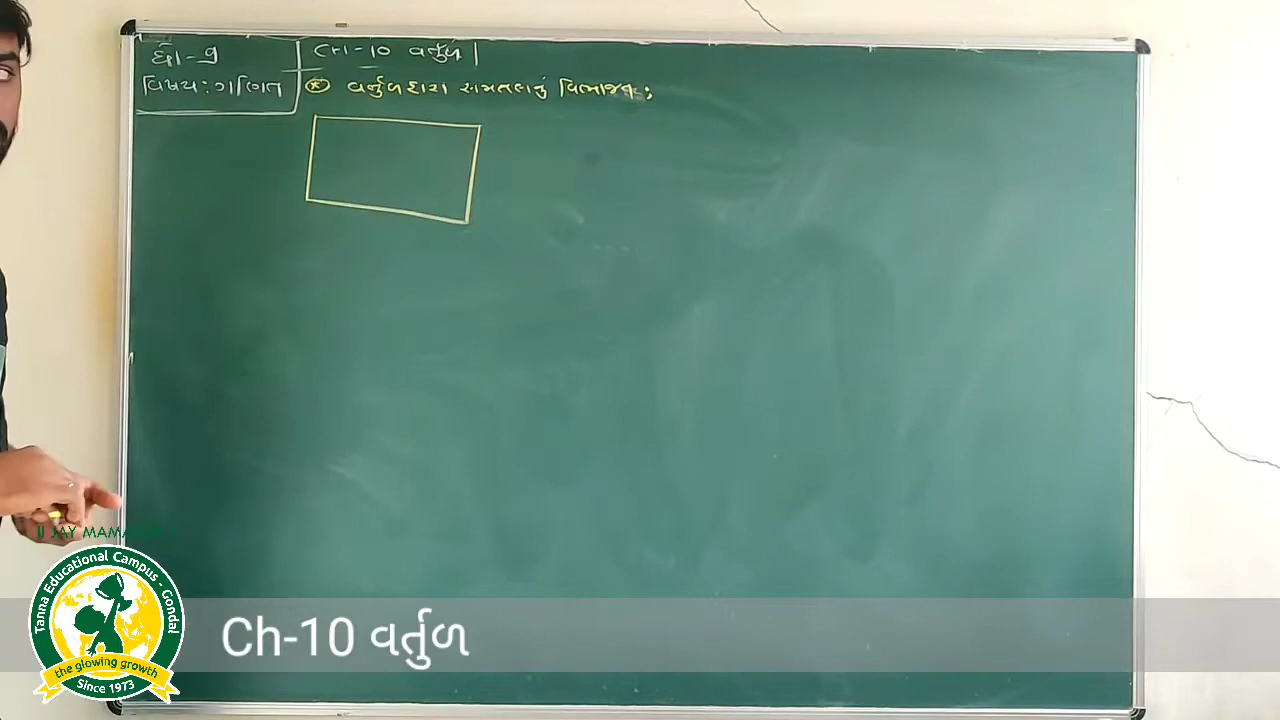 ધો-9
વિષય: ગણિત
Ch-10 વર્તુળ
* વર્તુળ દ્વારા સમતલનું વિભાજન:
|| JAY MAMA
Tanna Educational Campus - Gondal
the glowing growth
Since 1973
Ch-10 વર્તુળ